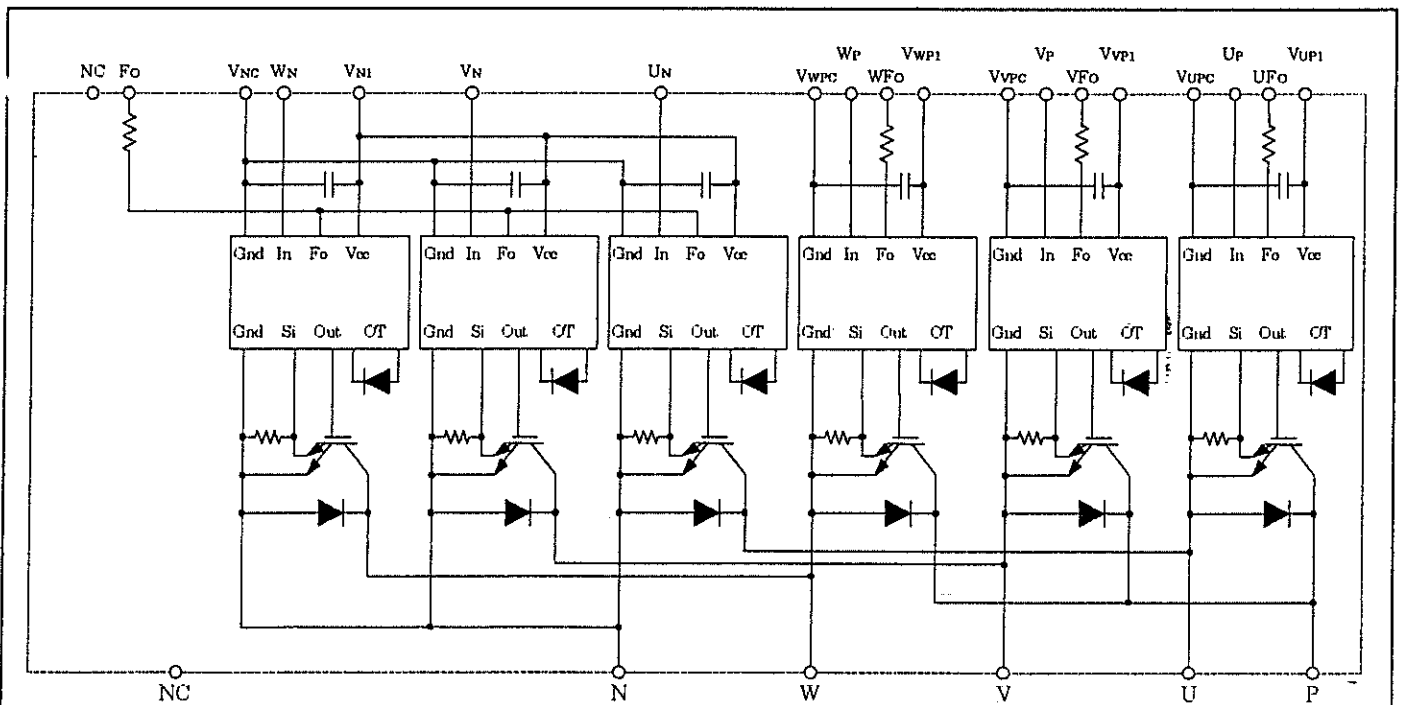 WP VWP1 VP VVP1 UP VUP1
NC FO VNC WN VN1 VN UN VWPC WFO VVPC VFO VUPC UFO
Gnd In Fo Vcc Gnd In Fo Vcc Gnd In Fo Vcc Gnd In Fo Vcc Gnd In Fo Vcc Gnd In Fo Vcc
Gnd Si Out OT Gnd Si Out OT Gnd Si Out OT Gnd Si Out OT Gnd Si Out OT Gnd Si Out OT
NC N W V U P